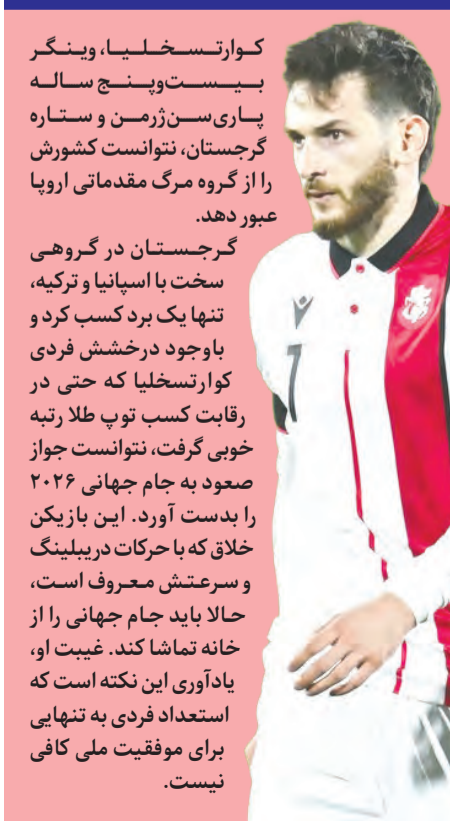 کوارتسخلیا، وینگر
بیست‌وپنج ساله
پاری‌سن‌ژرمن و ستاره
گرجستان، نتوانست کشورش
را از گروه مرگ مقدماتی اروپا
عبور دهد.
گرجستان در گروهی
سخت با اسپانیا و ترکیه،
تنها یک برد کسب کرد و
باوجود درخشش فردی
کوارتسخلیا که حتی در
رقابت کسب توپ طلا رتبه
خوبی گرفت، نتوانست جواز
صعود به جام جهانی ۲۰۲۶
را بدست آورد. این بازیکن
خلاق که با حرکات دریبلینگ
و سرعتش معروف است،
حالا باید جام جهانی را از
خانه تماشا کند. غیبت او،
یادآوری این نکته است که
استعداد فردی به تنهایی
برای موفقیت ملی کافی
نیست.
7